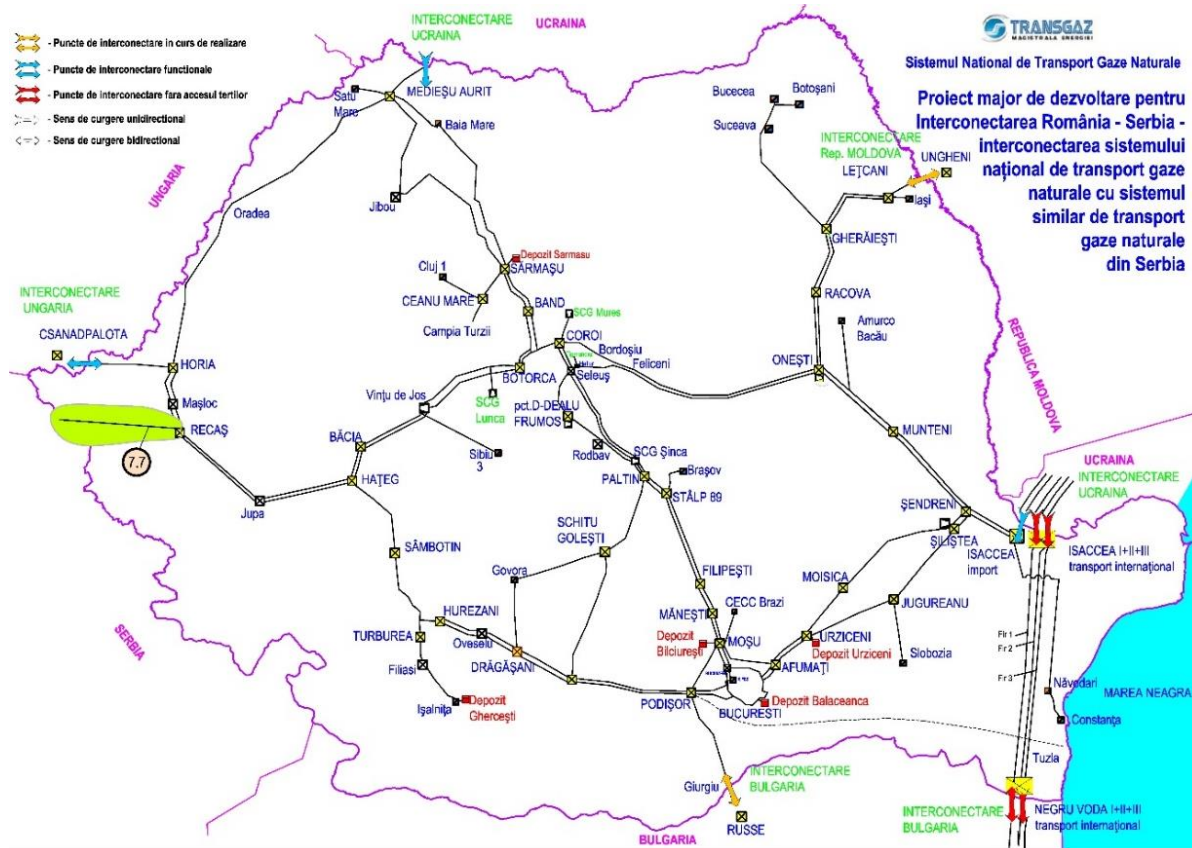 - Puncte de interconectare in curs de realizare
- Puncte de interconectare functionale
- Puncte de interconectare fara accesul tertilor
- Sens de curgere unidirectional
- Sens de curgere bidirectional
INTERCONECTARE
UCRAINA
UCRAINA
TRANSGAZ
MAGISTRALA ENERGIEI
Sistemul National de Transport Gaze Naturale
Proiect major de dezvoltare pentru
Interconectarea România - Serbia -
interconectarea sistemului
național de transport gaze
naturale cu sistemul
similar de transport
gaze naturale
din Serbia
Satu
Mare
MEDIEŞU AURIT
Baia Mare
Bucecea
Botoşani
Suceava
INTERCONECTARE
Rep. MOLDOVA
UNGHENI
LEŢCANI
Iaşi
UNGARIA
Oradea
Jibou
GHERĂIEŞTI
Depozit Sarmasu
SĂRMAŞU
Cluj 1
CEANU MARE
Campia Turzii
BAND
RACOVA
INTERCONECTARE
UNGARIA
CSANADPALOTA
SCG Mures
COROI
Bordoşiu
Feliceni
Amurco
Bacău
REPUBLICA MOLDOVA
HORIA
BOTORCA
Seleuş
ONEŞTI
Maşloc
Vinţu de Jos
SCG
Lunca
pct.D-DEALU
FRUMOS
RECAŞ
BĂCIA
Sibiu
3
Rodbav
SCG Şinca
MUNTENI
7.7
HAŢEG
PALTIN
Braşov
STÂLP 89
UCRAINA
INTERCONECTARE
UCRAINA
Jupa
ŞENDRENI
SCHITU
GOLEŞTI
ŞILIŞTEA
ISACCEA
import
ISACCEA I+II+III
transport internaţional
SÂMBOTIN
Govora
FILIPEŞTI
MOISICA
JUGUREANU
MĂNEŞTI
CECC Brazi
HUREZANI
TURBUREA
Oveselu
SERBIA
DRĂGĂŞANI
Depozit
Bilciureşti
MOŞU
URZICENI
Depozit Urziceni
Slobozia
Fir 1
Fir 2
Fir 3
Filiasi
AFUMAŢI
Işalniţa
Depozit
Gherceşti
PODIŞOR
BUCUREŞTI
Depozit Balaceanca
Năvodari
MAREA NEAGRA
Constanţa
Tuzla
Giurgiu
INTERCONECTARE
BULGARIA
RUSSE
BULGARIA
INTERCONECTARE
BULGARIA
NEGRU VODA I+II+III
transport internaţional